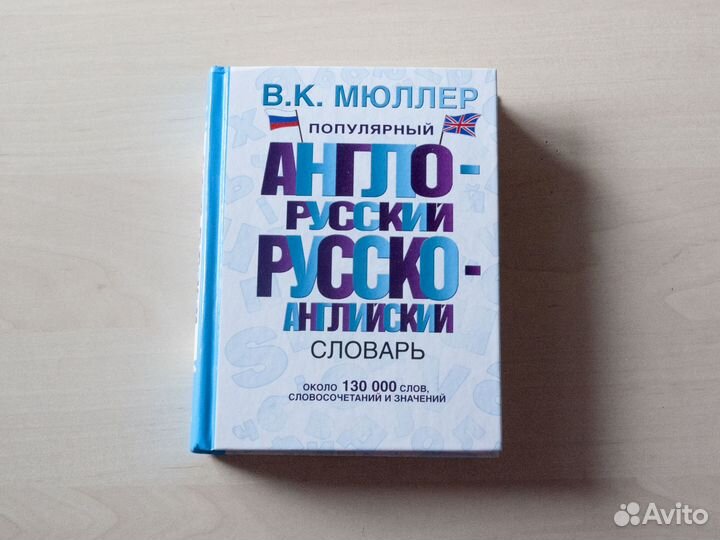 В.К. МЮЛЛЕР
ПОПУЛЯРНЫЙ
АНГЛО-
РУССКИЙ
РУССКО-
АНГЛИЙСКИЙ
СЛОВАРЬ
ОКОЛО 130 000 СЛОВ,
СЛОВОСОЧЕТАНИЙ И ЗНАЧЕНИЙ
Avito